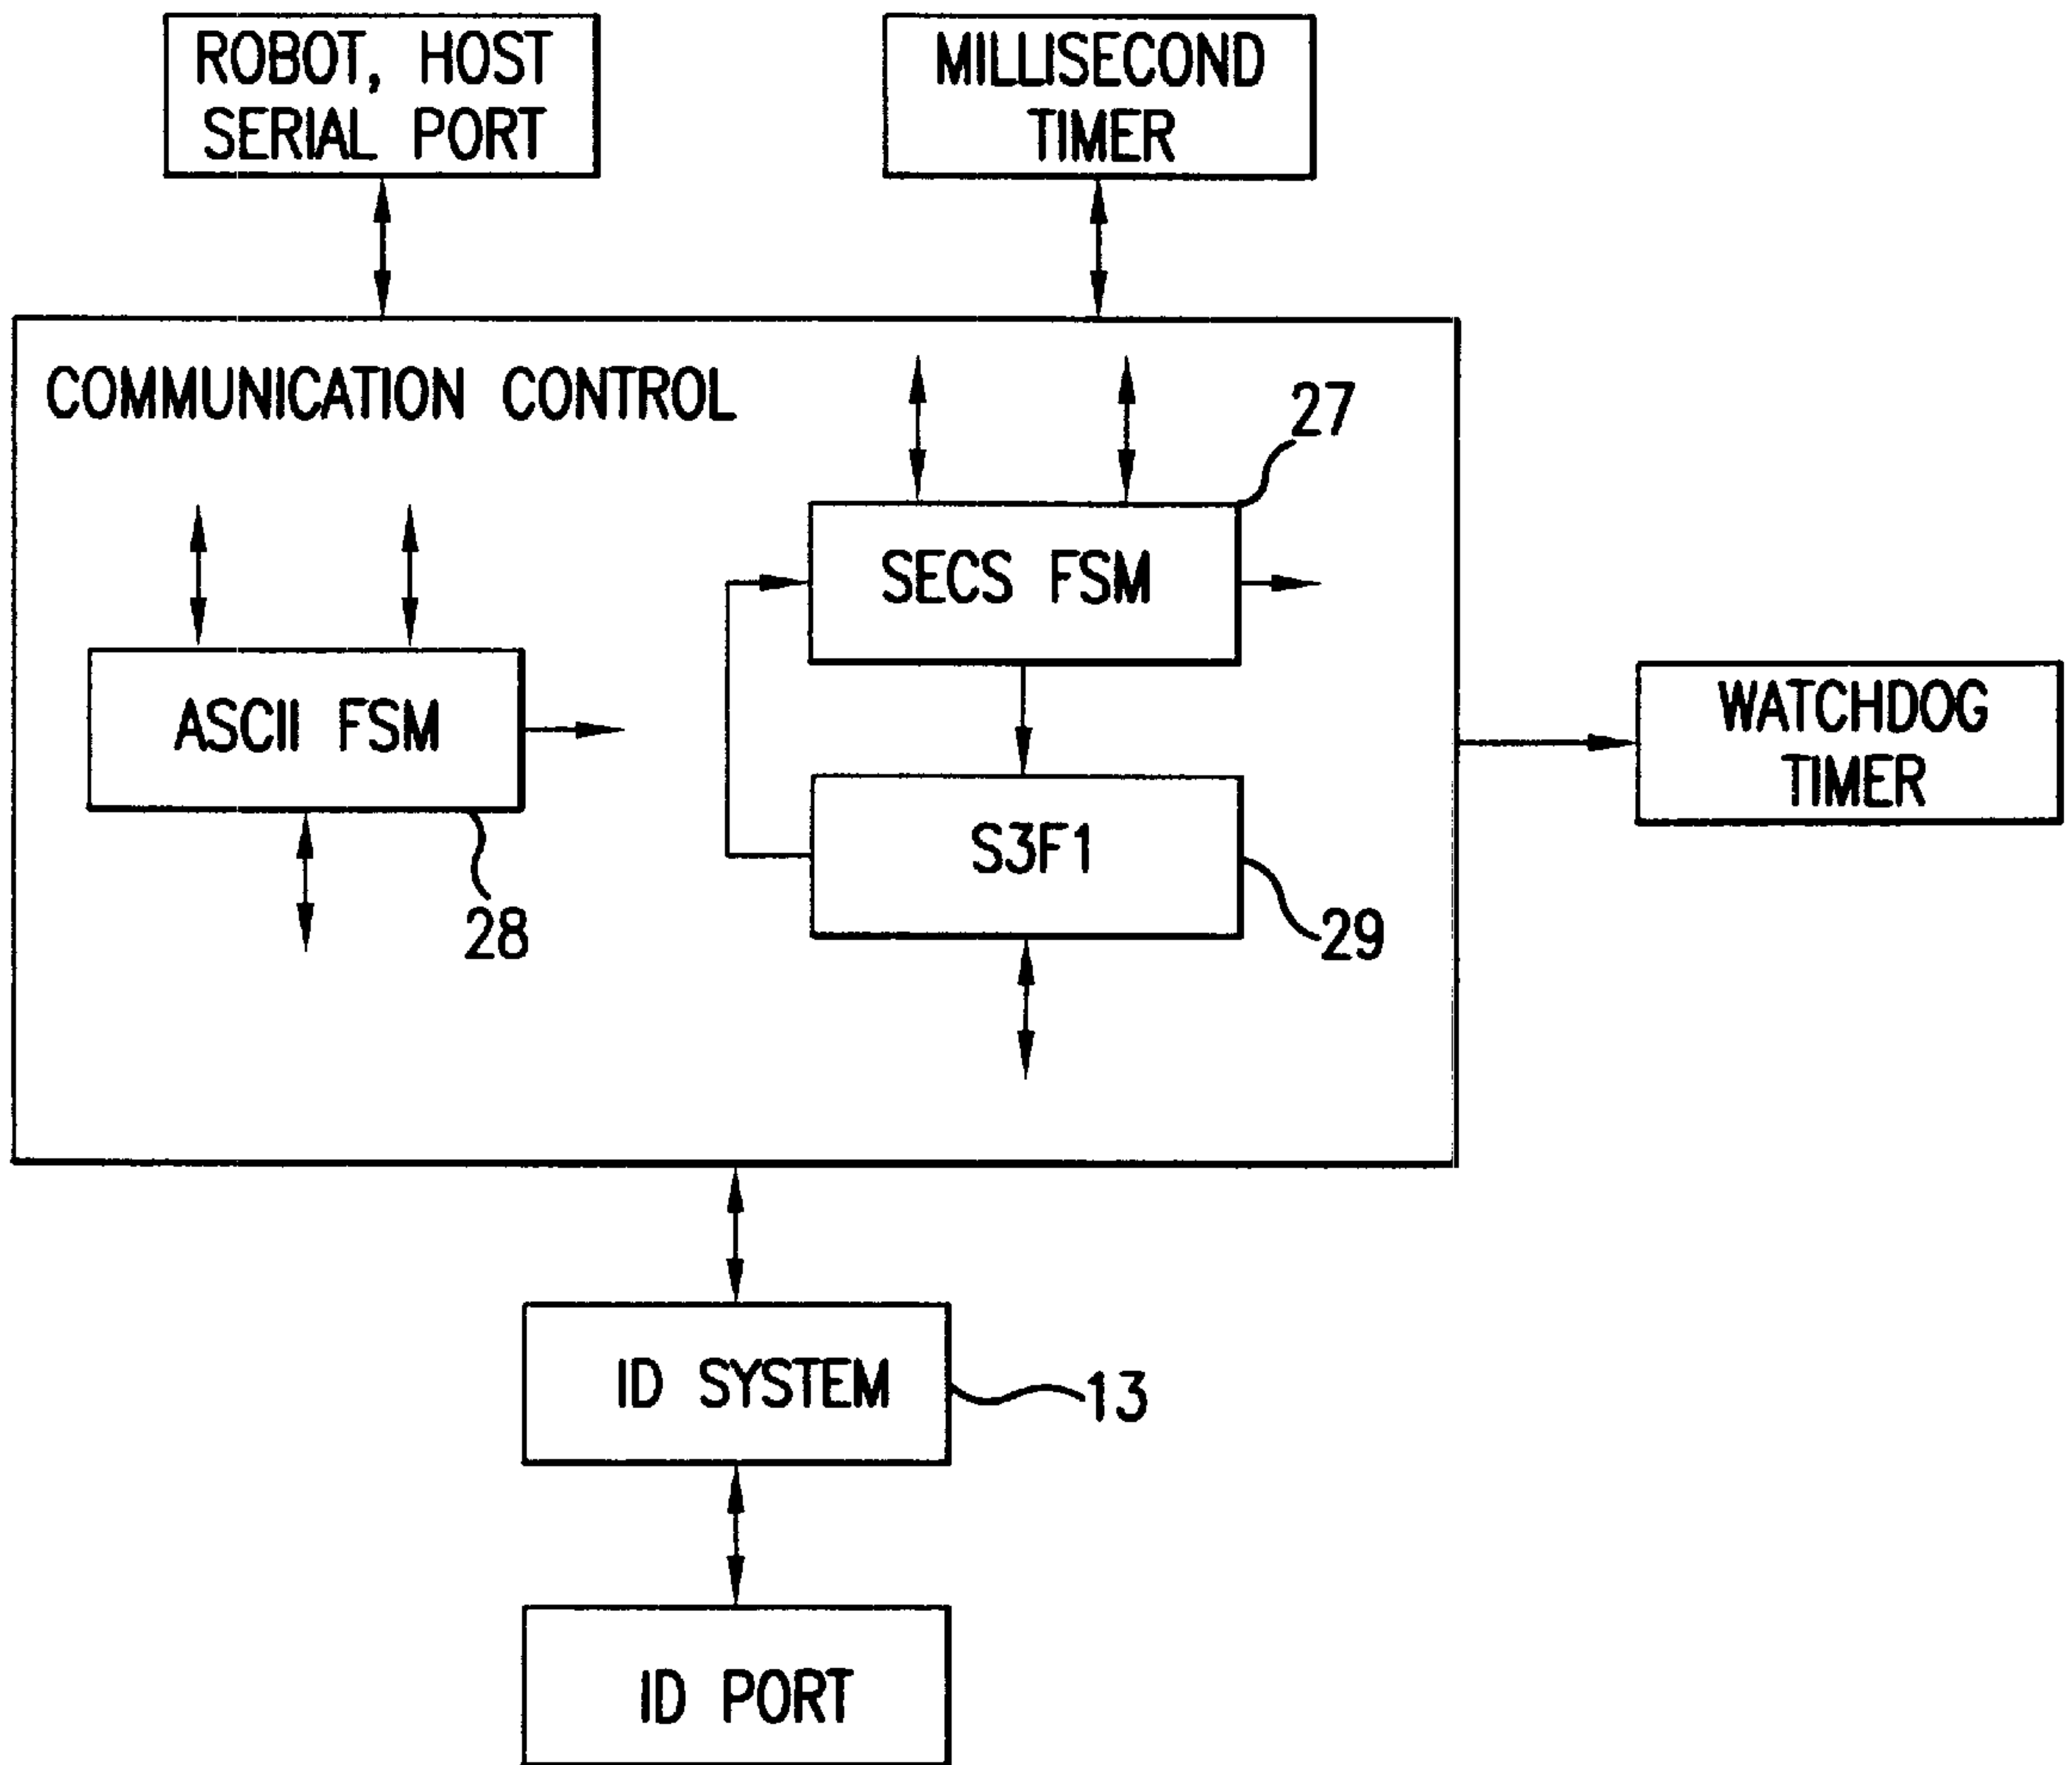 ROBOT, HOST
SERIAL PORT
MILLISECOND
TIMER
COMMUNICATION CONTROL
27
SECS FSM
ASCII FSM
28
S3F1
29
WATCHDOG
TIMER
ID SYSTEM
13
ID PORT